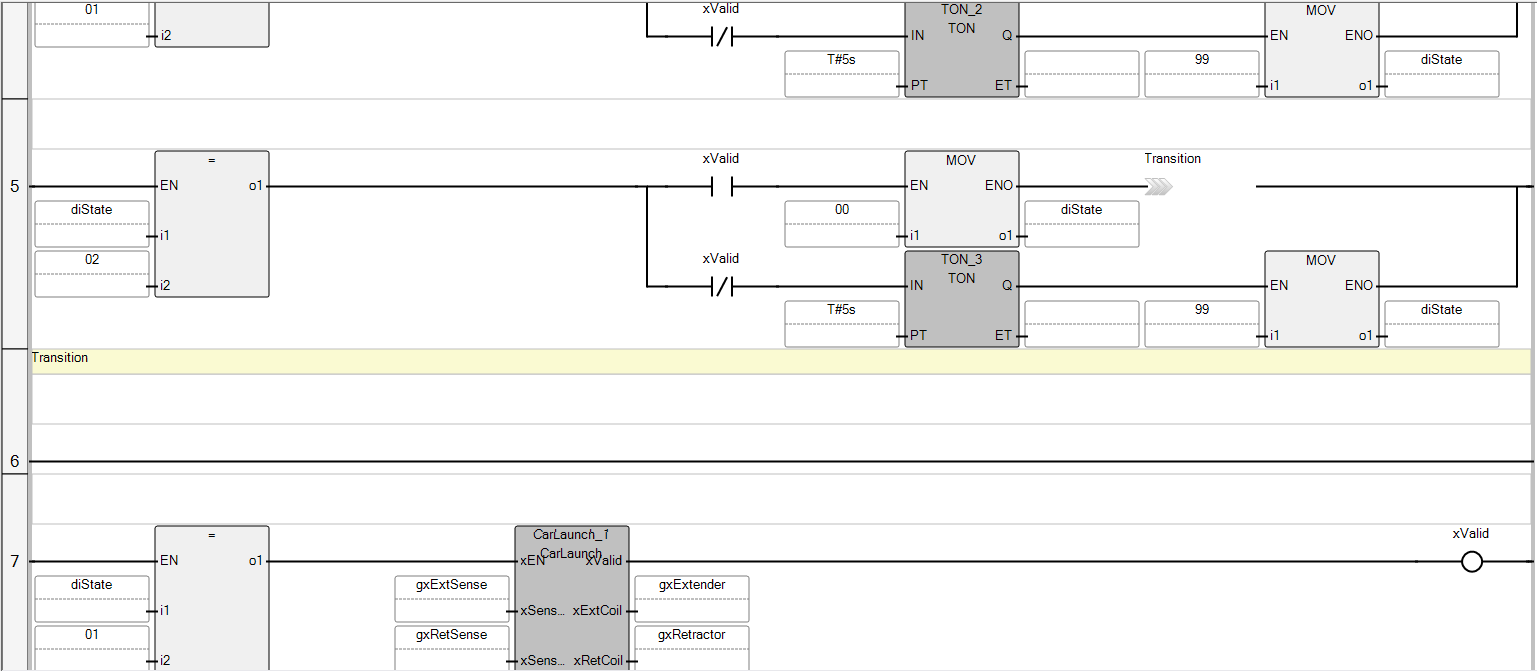 01
xValid
TON_2
MOV
TON
i2
IN
Q
EN
ENO
T#5s
99
diState
PT
ET
i1
o1
xValid
Transition
=
MOV
5
EN
o1
EN
ENO
diState
00
diState
i1
i1
o1
02
xValid
TON_3
MOV
TON
i2
IN
Q
EN
ENO
T#5s
99
diState
PT
ET
i1
o1
Transition
6
=
CarLaunch_1
xValid
CarLaunch
7
EN
o1
xEN
xValid
diState
gxExtSense
gxExtender
i1
xSens...
xExtCoil
01
gxRetSense
gxRetractor
i2
xSens...
xRetCoil